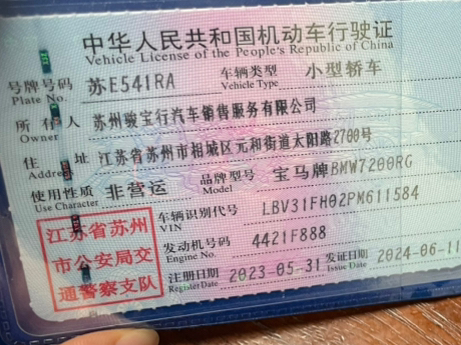 中华人民共和国机动车行驶证
Vehicle License of the People's Republic of China
号牌号码 苏E541RA 车辆类型 小型轿车
Plate No. Vehicle Type
所有人 苏州骏宝行汽车销售服务有限公司
Owner
住址 江苏省苏州市相城区元和街道太阳路2700号
Address
使用性质 非营运 品牌型号 宝马牌BMW7200RG
Use Character Model
江苏省苏州
市公安局交
通警察支队
车辆识别代号 LBV31FH02PM611584
VIN
发动机号码 4421F888
Engine No.
注册日期 2023-05-31 发证日期 2024-06-11
Register Date Issue Date